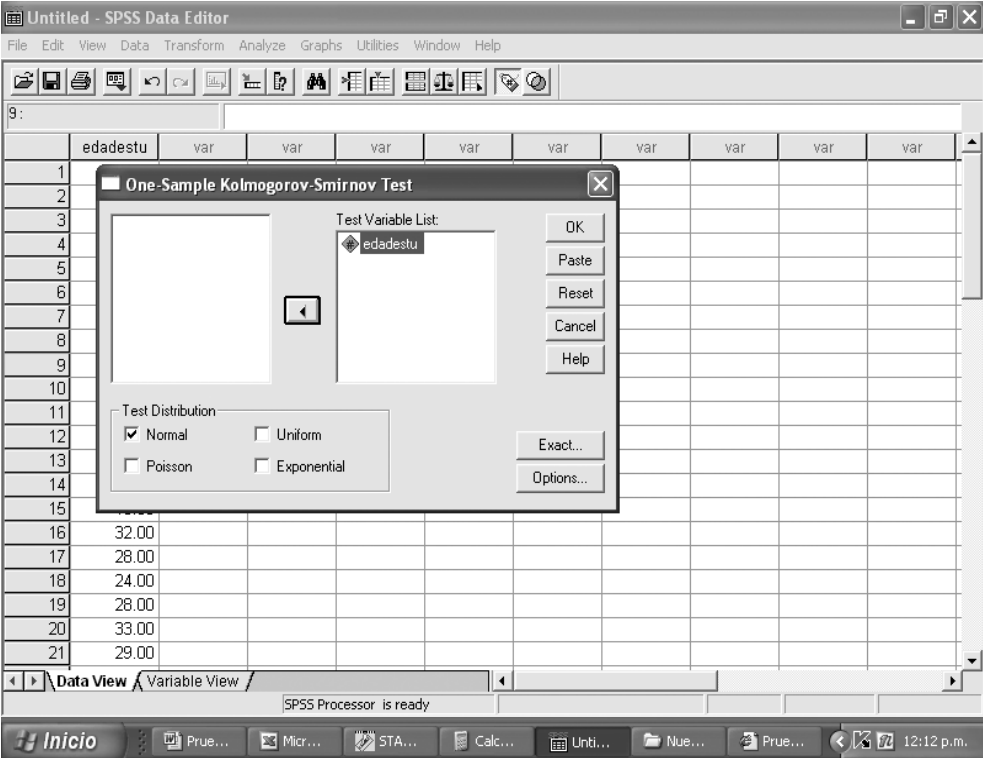 Untitled - SPSS Data Editor
File Edit View Data Transform Analyze Graphs Utilities Window Help
9:
edadestu var var var var var var var var var
1
2
3
4
5
6
7
8
9
10
11
12
13
14
15
16 32.00
17 28.00
18 24.00
19 28.00
20 33.00
21 29.00
One-Sample Kolmogorov-Smirnov Test
Test Variable List:
edadestu
OK
Paste
Reset
Cancel
Help
Test Distribution
Normal Uniform
Poisson Exponential
Exact...
Options...
Data View Variable View
SPSS Processor is ready
Inicio Prue... Micr... STA... Calc... Unti... Nue... Prue... 12:12 p.m.